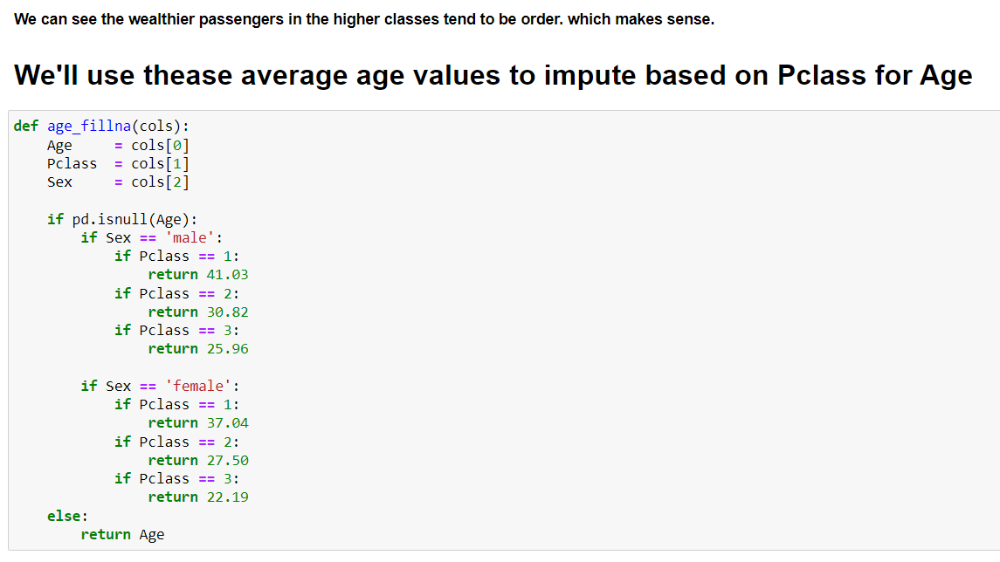 We can see the wealthier passengers in the higher classes tend to be order. which makes sense.
We'll use thease average age values to impute based on Pclass for Age
def age_fillna(cols):
    Age     = cols[0]
    Pclass  = cols[1]
    Sex     = cols[2]

    if pd.isnull(Age):
        if Sex == 'male':
            if Pclass == 1:
                return 41.03
            if Pclass == 2:
                return 30.82
            if Pclass == 3:
                return 25.96

        if Sex == 'female':
            if Pclass == 1:
                return 37.04
            if Pclass == 2:
                return 27.50
            if Pclass == 3:
                return 22.19
    else:
        return Age